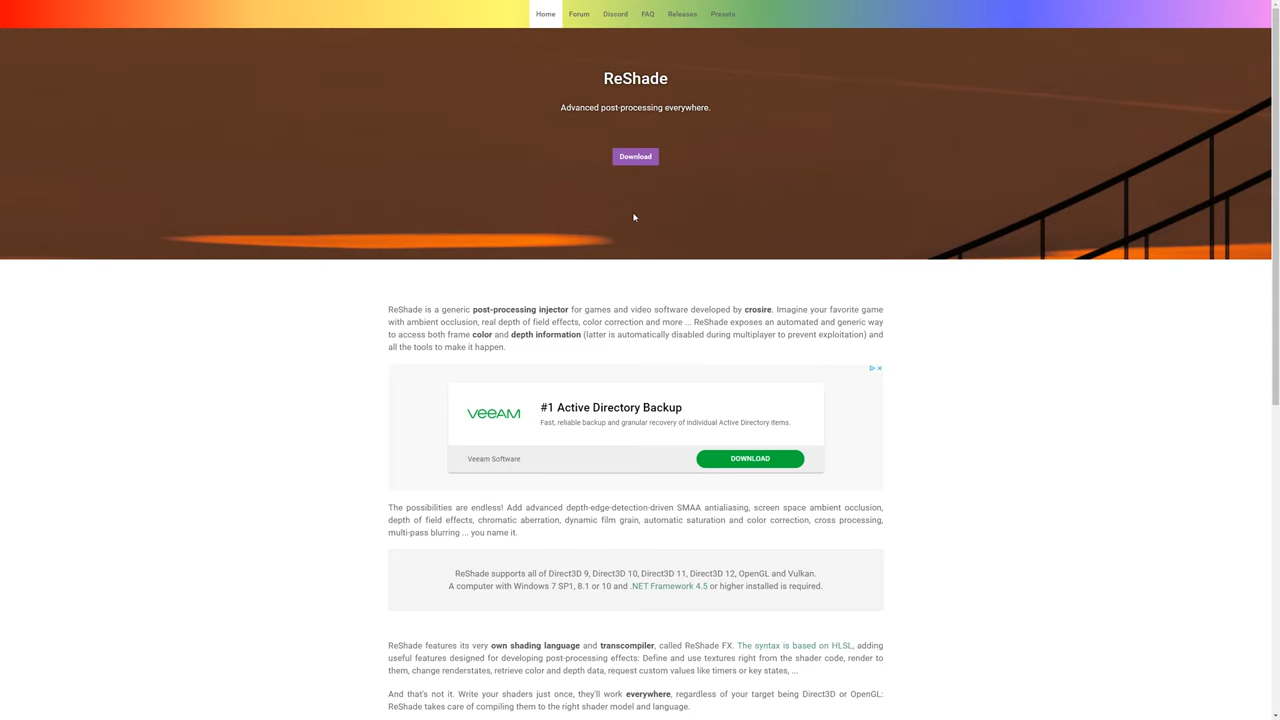 Home Forum Discord FAQ Releases Presets
ReShade
Advanced post-processing everywhere.
Download
ReShade is a generic post-processing injector for games and video software developed by crosire. Imagine your favorite game
with ambient occlusion, real depth of field effects, color correction and more ... ReShade exposes an automated and generic way
to access both frame color and depth information (latter is automatically disabled during multiplayer to prevent exploitation) and
all the tools to make it happen.
VEEAM
#1 Active Directory Backup
Fast, reliable backup and granular recovery of individual Active Directory items.
Veeam Software
DOWNLOAD
The possibilities are endless! Add advanced depth-edge-detection-driven SMAA antialiasing, screen space ambient occlusion,
depth of field effects, chromatic aberration, dynamic film grain, automatic saturation and color correction, cross processing,
multi-pass blurring ... you name it.
ReShade supports all of Direct3D 9, Direct3D 10, Direct3D 11, Direct3D 12, OpenGL and Vulkan.
A computer with Windows 7 SP1, 8.1 or 10 and .NET Framework 4.5 or higher installed is required.
ReShade features its very own shading language and transcompiler, called ReShade FX. The syntax is based on HLSL, adding
useful features designed for developing post-processing effects: Define and use textures right from the shader code, render to
them, change renderstates, retrieve color and depth data, request custom values like timers or key states, ...
And that's not it. Write your shaders just once, they'll work everywhere, regardless of your target being Direct3D or OpenGL:
ReShade takes care of compiling them to the right shader model and language.